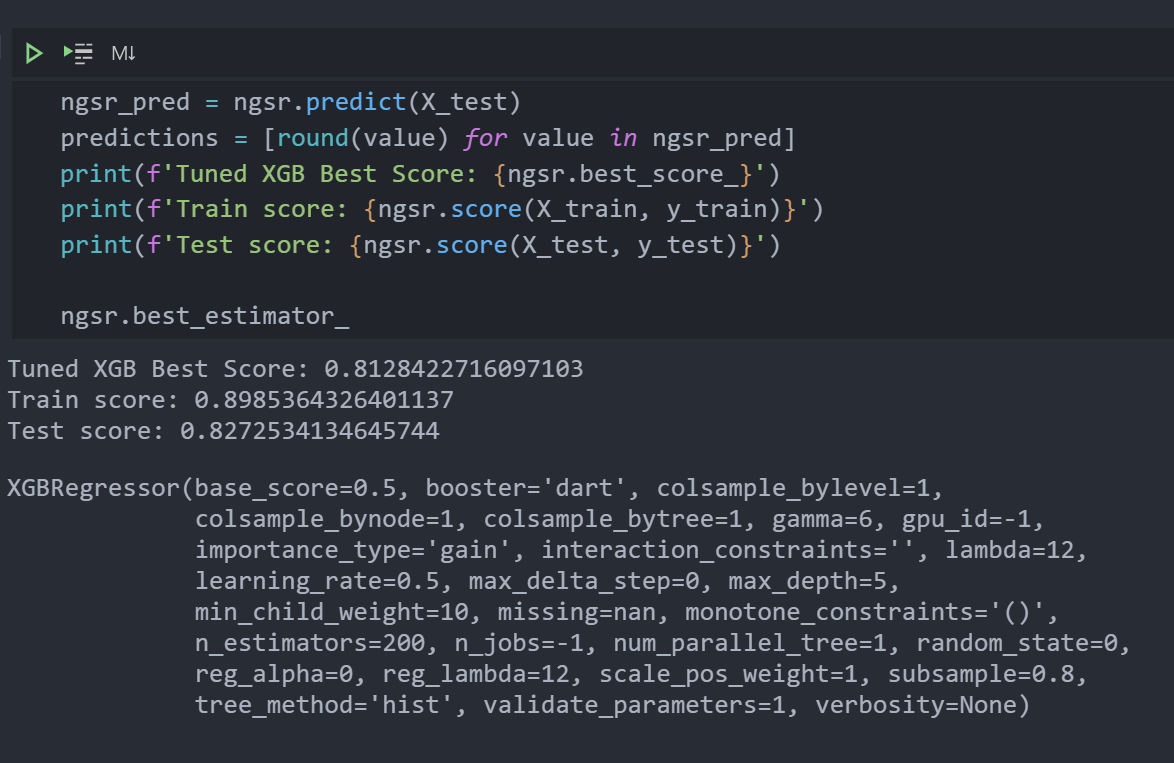 M↓
ngsr_pred = ngsr.predict(X_test)
predictions = [round(value) for value in ngsr_pred]
print(f'Tuned XGB Best Score: {ngsr.best_score_}')
print(f'Train score: {ngsr.score(X_train, y_train)}')
print(f'Test score: {ngsr.score(X_test, y_test)}')
ngsr.best_estimator_
Tuned XGB Best Score: 0.8128422716097103
Train score: 0.8985364326401137
Test score: 0.8272534134645744
XGBRegressor(base_score=0.5, booster='dart', colsample_bylevel=1,
colsample_bynode=1, colsample_bytree=1, gamma=6, gpu_id=-1,
importance_type='gain', interaction_constraints='', lambda=12,
learning_rate=0.5, max_delta_step=0, max_depth=5,
min_child_weight=10, missing=nan, monotone_constraints='()',
n_estimators=200, n_jobs=-1, num_parallel_tree=1, random_state=0,
reg_alpha=0, reg_lambda=12, scale_pos_weight=1, subsample=0.8,
tree_method='hist', validate_parameters=1, verbosity=None)